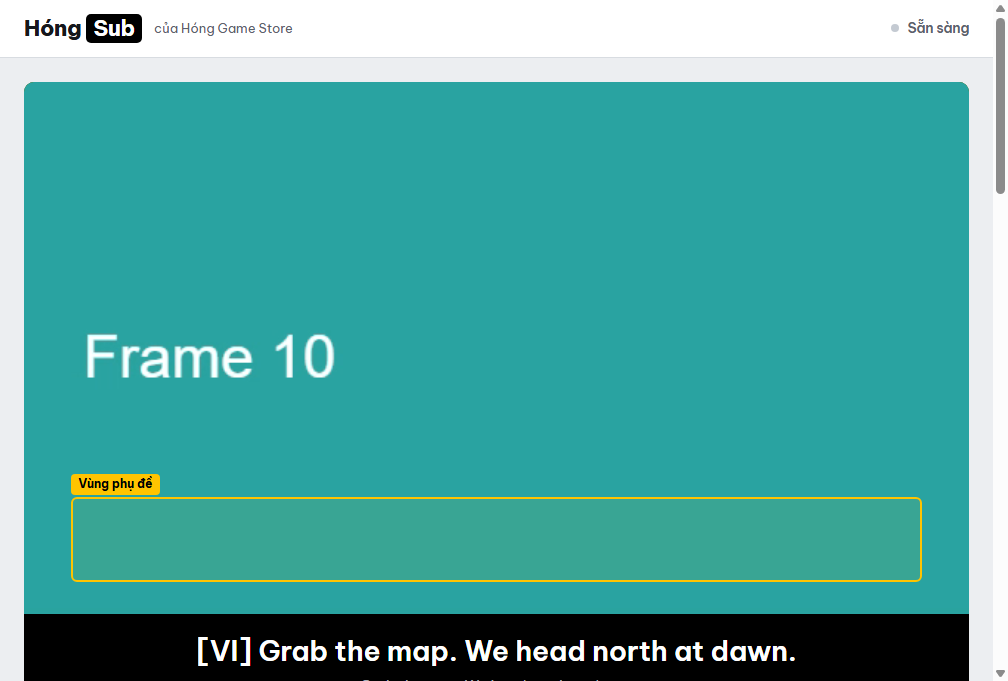 Hóng Sub của Hóng Game Store
Sẵn sàng
Frame 10
Vùng phụ đề
[VI] Grab the map. We head north at dawn.